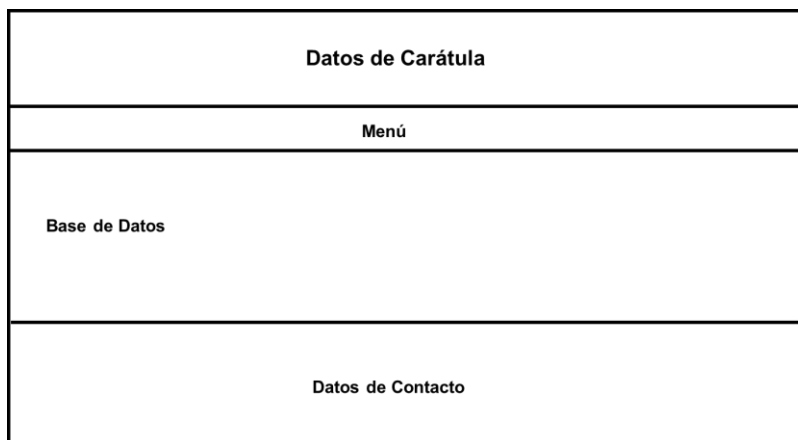 Datos de Carátula
Menú
Base de Datos
Datos de Contacto